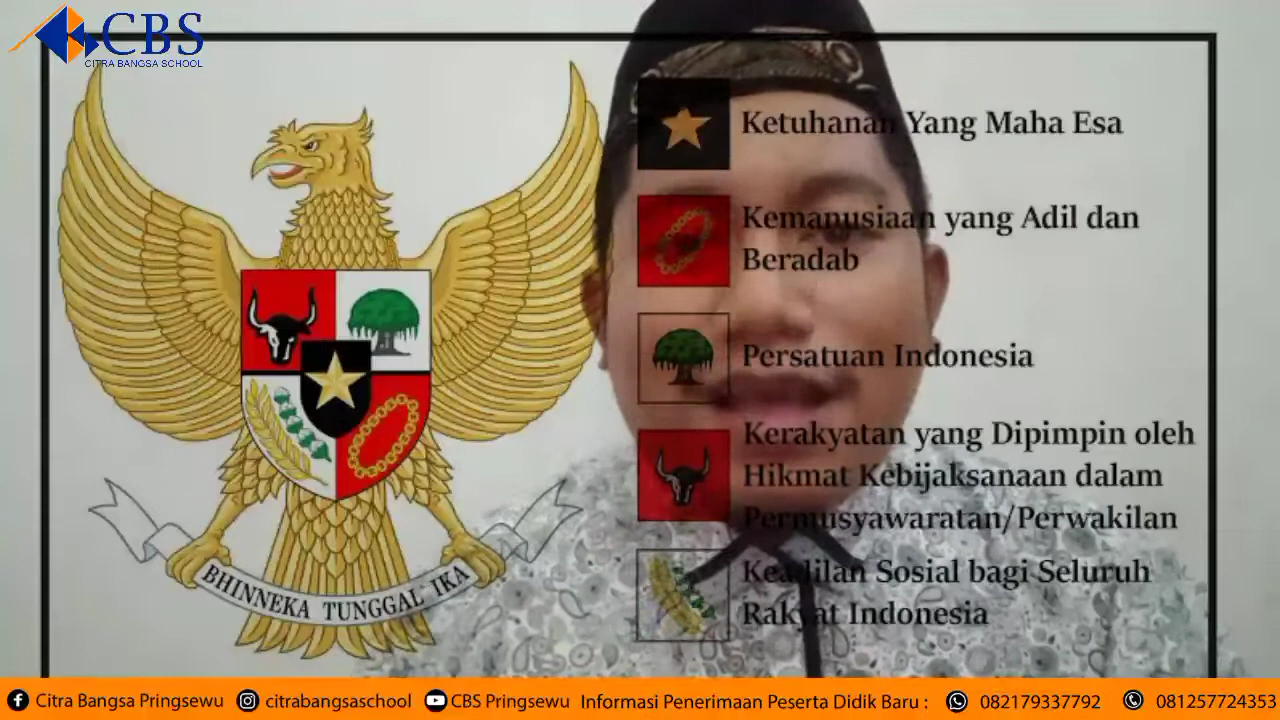 CBS
CITRA BANGSA SCHOOL
Ketuhanan Yang Maha Esa
Kemanusiaan yang Adil dan
Beradab
Persatuan Indonesia
Kerakyatan yang Dipimpin oleh
Hikmat Kebijaksanaan dalam
Permusyawaratan/Perwakilan
Keadilan Sosial bagi Seluruh
Rakyat Indonesia
BHINNEKA TUNGGAL IKA
Citra Bangsa Pringsewu citrabangsaschool CBS Pringsewu Informasi Penerimaan Peserta Didik Baru : 082179337792 081257724353